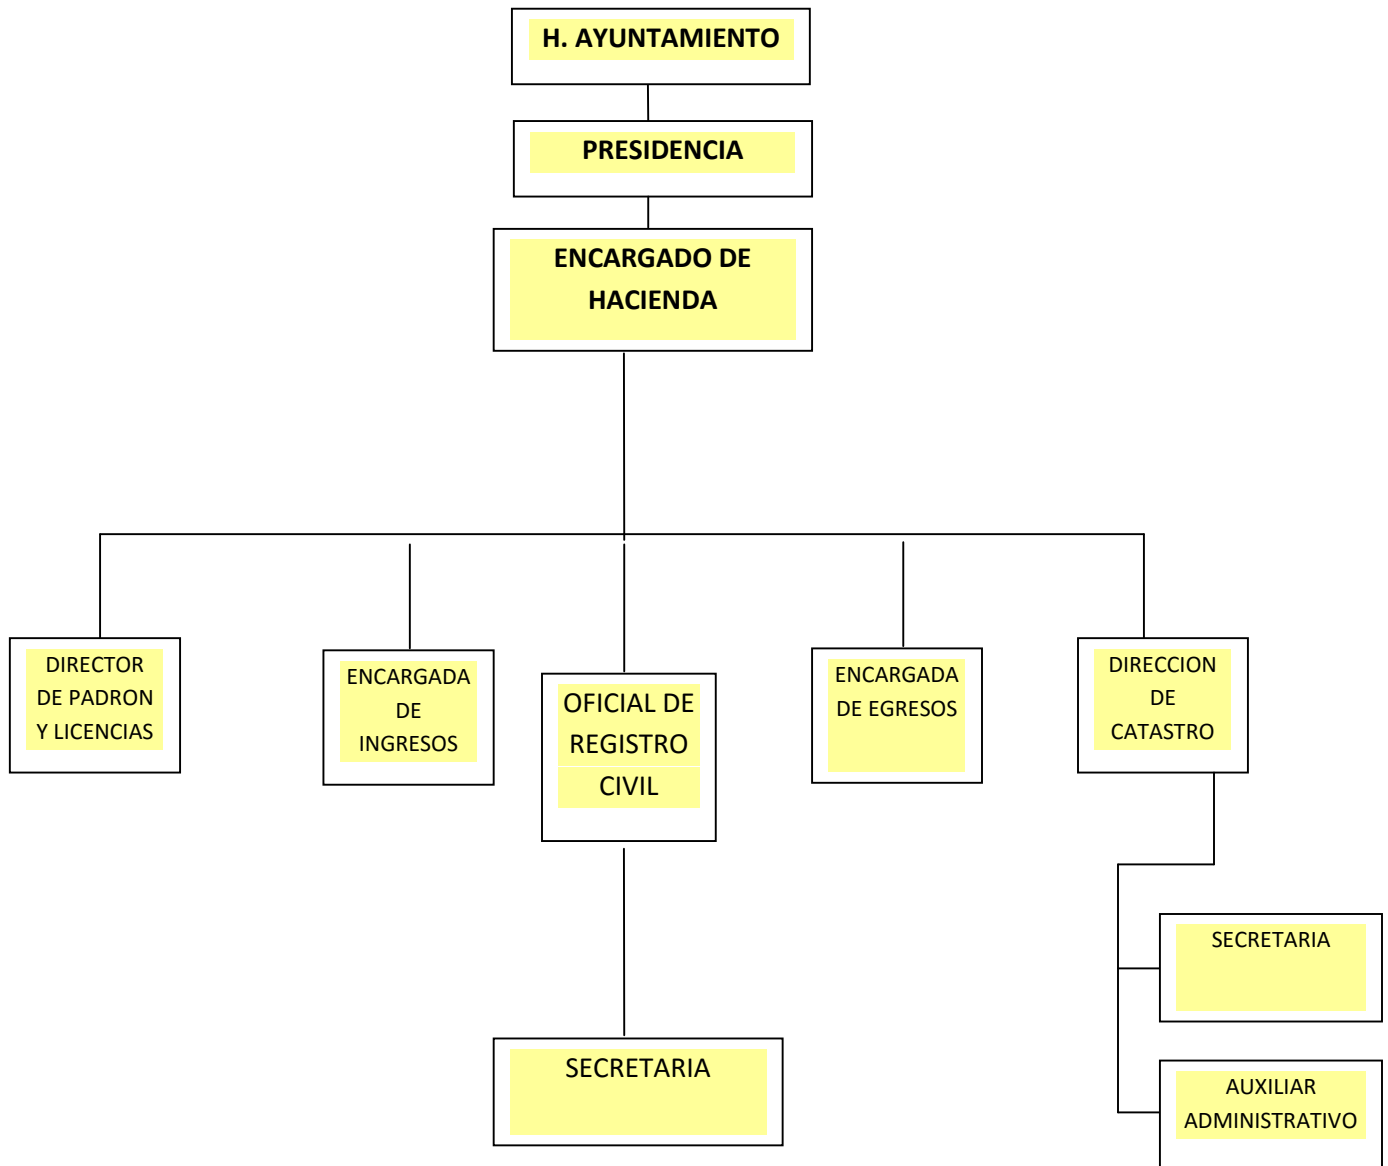 H. AYUNTAMIENTO
PRESIDENCIA
ENCARGADO DE
HACIENDA
DIRECTOR
DE PADRON
Y LICENCIAS
ENCARGADA
DE
INGRESOS
OFICIAL DE
REGISTRO
CIVIL
ENCARGADA
DE EGRESOS
DIRECCION
DE
CATASTRO
SECRETARIA
SECRETARIA
AUXILIAR
ADMINISTRATIVO